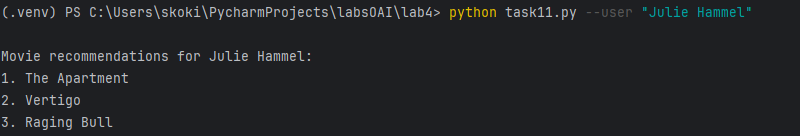 (.venv) PS C:\Users\skoki\PycharmProjects\labsOAI\lab4> python task11.py --user "Julie Hammel"
Movie recommendations for Julie Hammel:
1. The Apartment
2. Vertigo
3. Raging Bull